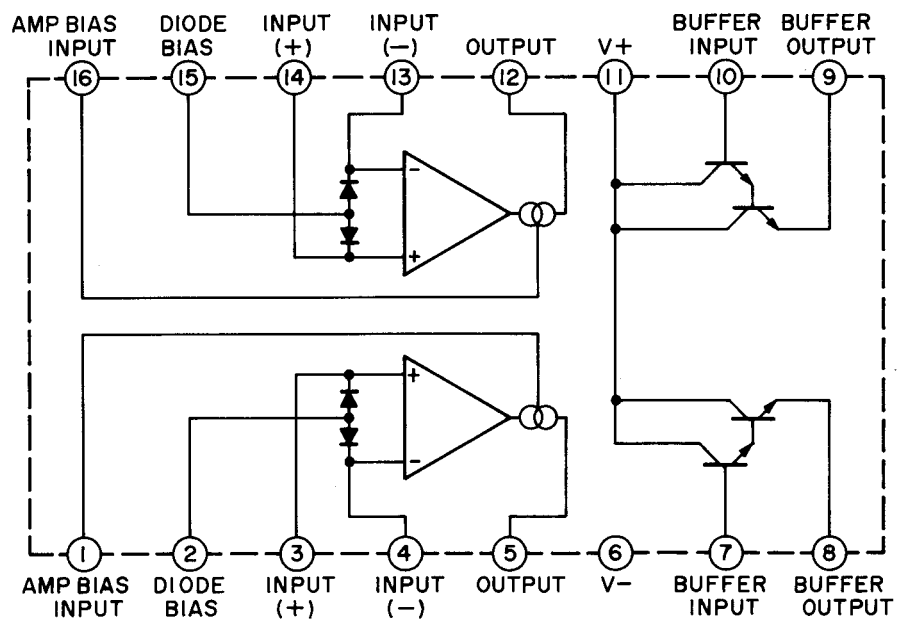 AMP BIAS INPUT
DIODE BIAS
INPUT (+)
INPUT (−)
OUTPUT
V+
BUFFER INPUT
BUFFER OUTPUT
16
15
14
13
12
11
10
9
−
+
+
−
1
2
3
4
5
6
7
8
AMP BIAS INPUT
DIODE BIAS
INPUT (+)
INPUT (−)
OUTPUT
V−
BUFFER INPUT
BUFFER OUTPUT